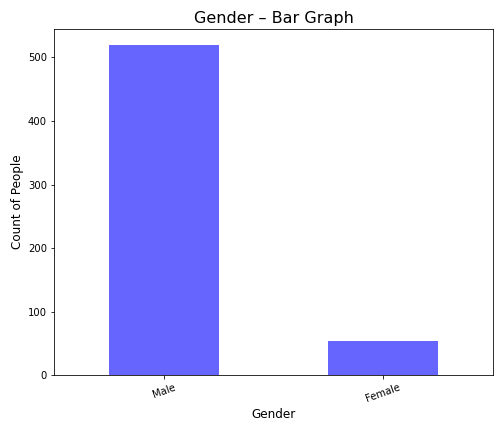 Gender – Bar Graph
Count of People
500
400
300
200
100
0
Male
Female
Gender